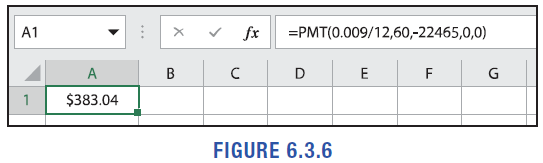 A1 fx =PMT(0.009/12,60,-22465,0,0)
A B C D E F G
1 $383.04
FIGURE 6.3.6